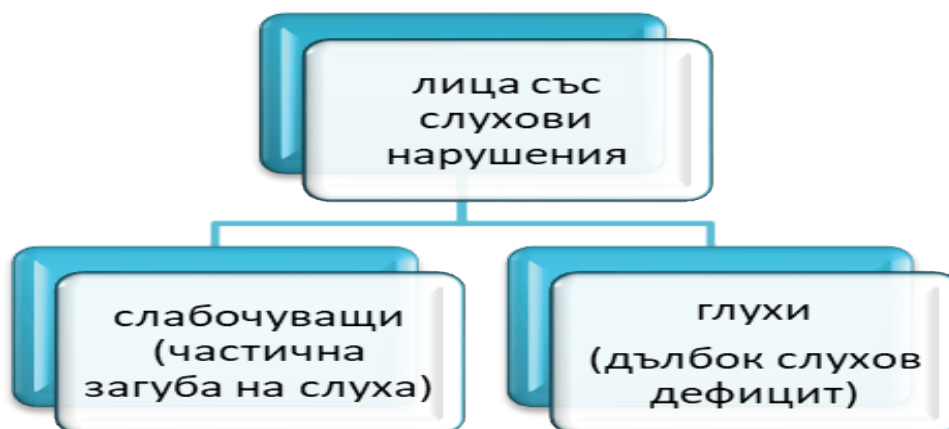 лица със
слухови
нарушения
слабочуващи
(частична
загуба на слуха)
глухи
(дълбок слухов
дефицит)